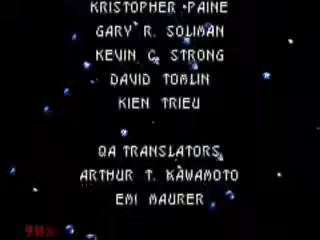 KRISTOPHER PAINE
GARY R. SOLIMAN
KEVIN C. STRONG
DAVID TOMLIN
KIEN TRIEU
QA TRANSLATORS
ARTHUR T. KAWAMOTO
EMI MAURER